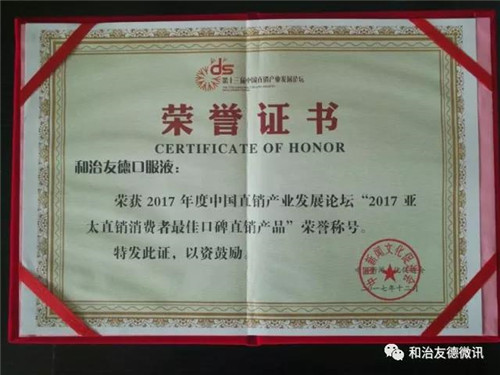 ds
第十三届中国直销产业发展论坛
荣誉证书
CERTIFICATE OF HONOR
和治友德口服液：
荣获2017年度中国直销产业发展论坛“2017亚
太直销消费者最佳口碑直销产品”荣誉称号。
特发此证，以资鼓励。
和治友德微讯